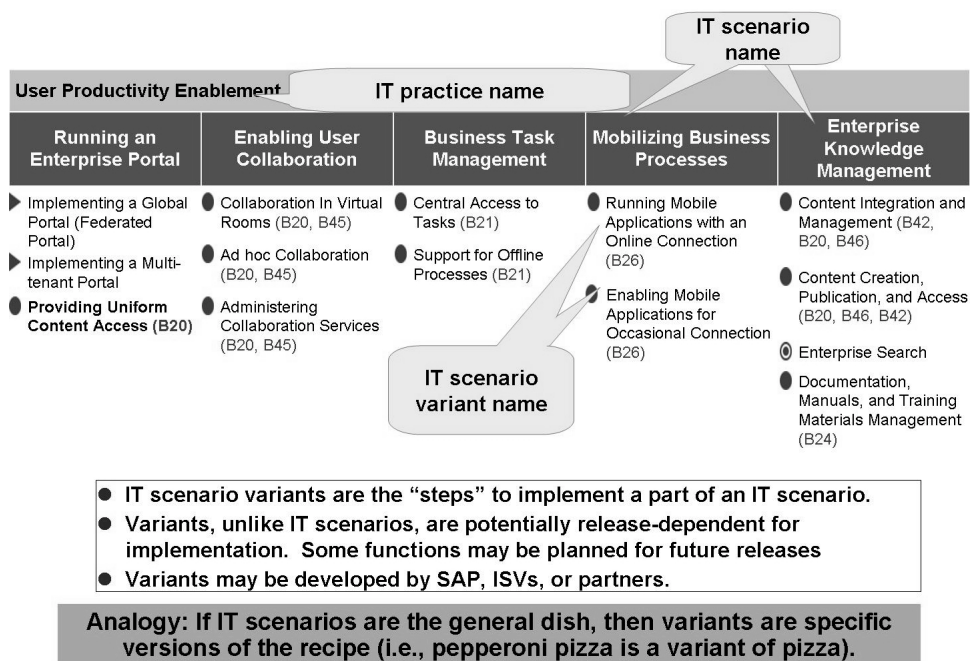 IT scenario
name
User Productivity Enablement
IT practice name
Running an
Enterprise Portal
Enabling User
Collaboration
Business Task
Management
Mobilizing Business
Processes
Enterprise
Knowledge
Management
Implementing a Global
Portal (Federated
Portal)
Implementing a Multi-
tenant Portal
Providing Uniform
Content Access (B20)
Collaboration In Virtual
Rooms (B20, B45)
Ad hoc Collaboration
(B20, B45)
Administering
Collaboration Services
(B20, B45)
Central Access to
Tasks (B21)
Support for Offline
Processes (B21)
Running Mobile
Applications with an
Online Connection
(B26)
Enabling Mobile
Applications for
Occasional Connection
(B26)
Content Integration and
Management (B42,
B20, B46)
Content Creation,
Publication, and Access
(B20, B46, B42)
Enterprise Search
Documentation,
Manuals, and Training
Materials Management
(B24)
IT scenario
variant name
● IT scenario variants are the “steps” to implement a part of an IT scenario.
● Variants, unlike IT scenarios, are potentially release-dependent for
implementation. Some functions may be planned for future releases
● Variants may be developed by SAP, ISVs, or partners.
Analogy: If IT scenarios are the general dish, then variants are specific
versions of the recipe (i.e., pepperoni pizza is a variant of pizza).